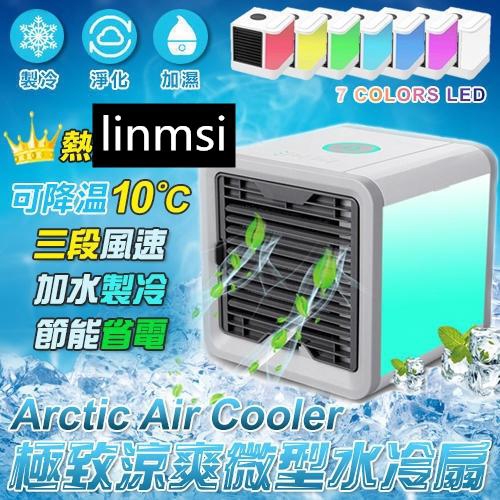 製冷 淨化 加濕
7 COLORS LED
熱 linmsi
可降温10°C
三段風速
加水製冷
節能省電
Arctic Air Cooler
極致涼爽微型水冷扇